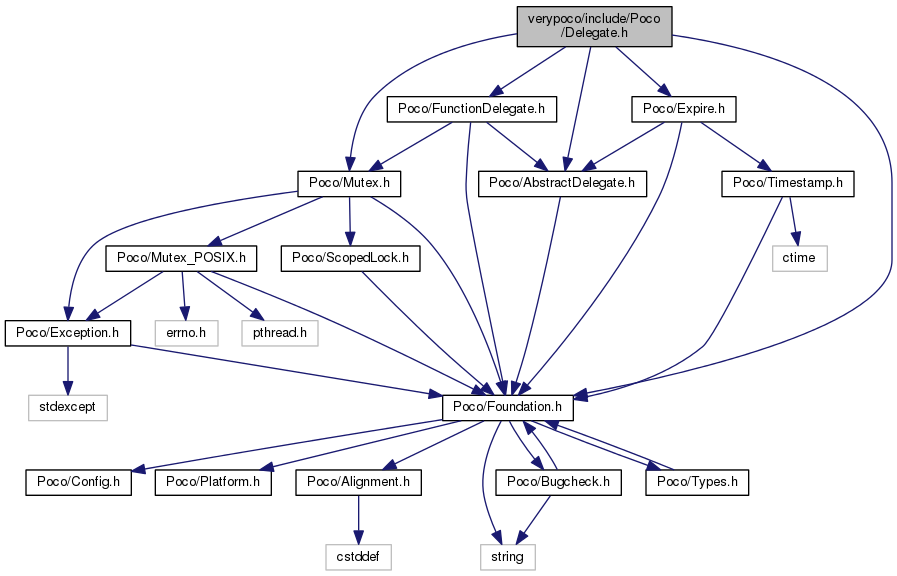 verypoco/include/Poco
/Delegate.h
Poco/FunctionDelegate.h
Poco/Expire.h
Poco/Mutex.h
Poco/AbstractDelegate.h
Poco/Timestamp.h
Poco/Mutex_POSIX.h
Poco/ScopedLock.h
ctime
Poco/Exception.h
errno.h
pthread.h
stdexcept
Poco/Foundation.h
Poco/Config.h
Poco/Platform.h
Poco/Alignment.h
Poco/Bugcheck.h
Poco/Types.h
cstddef
string